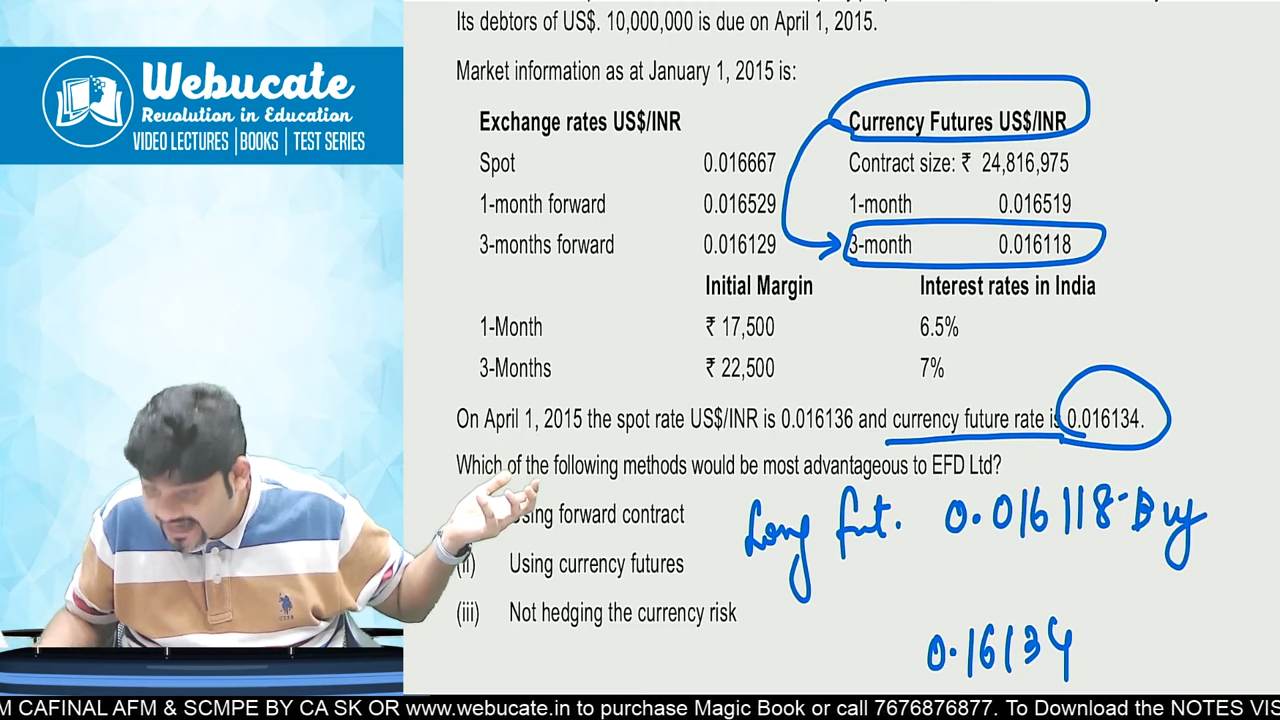 Its debtors of US$. 10,000,000 is due on April 1, 2015.
Webucate
Revolution in Education
VIDEO LECTURES | BOOKS | TEST SERIES
Market information as at January 1, 2015 is:
Exchange rates US$/INR Currency Futures US$/INR
Spot 0.016667 Contract size: ₹ 24,816,975
1-month forward 0.016529 1-month 0.016519
3-months forward 0.016129 3-month 0.016118
Initial Margin Interest rates in India
1-Month ₹ 17,500 6.5%
3-Months ₹ 22,500 7%
On April 1, 2015 the spot rate US$/INR is 0.016136 and currency future rate is 0.016134.
Which of the following methods would be most advantageous to EFD Ltd?
Using forward contract
Long fut. 0.016118-Buy
(ii) Using currency futures
(iii) Not hedging the currency risk
0.16134
M CAFINAL AFM & SCMPE BY CA SK OR www.webucate.in to purchase Magic Book or call 7676876877. To Download the NOTES VIS